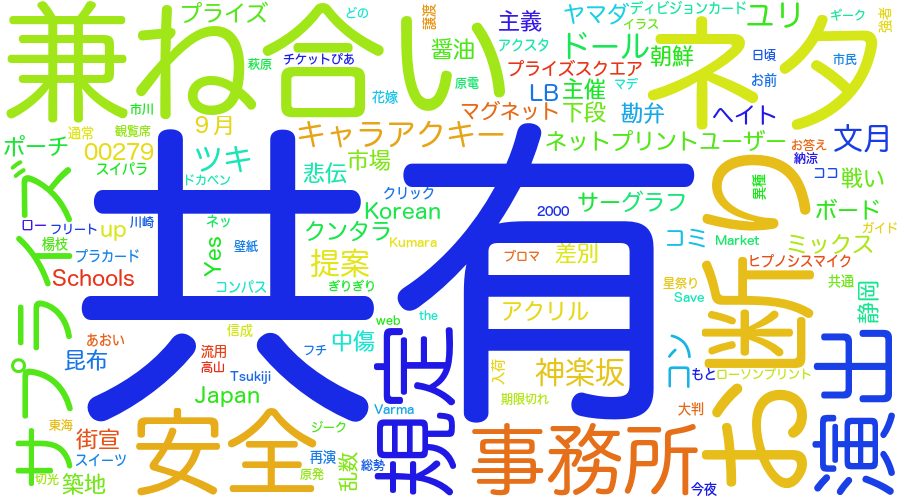 兼ね合い
プライズ
どの
譲渡
主義
ヤマダ
ディビジョンカード
ユリ
ギーク
強者
イラス
醤油
アクスタ
ドール
朝鮮
ネタ
日頃
市民
チケットぴあ
萩原
原電
プライズスクエア
マデ
お前
花嫁
LB
主催
市川
マグネット
下段
勘弁
ヘイト
9月
キャラアクキー
ネットプリントユーザー
お答え
文月
通常
観覧席
ポーチ
00279
ツキ
市場
納涼
スイパラ
悲伝
ココ
戦い
ドカベン
クリック
サーグラフ
異種
サプライズ
共有
お断り
ロー
フリート
川崎
ネッ
Korean
2000
ボード
ガイド
up
クンタラ
コミ
Market
ミックス
楊枝
Yes
壁紙
Kumara
プラカード
提案
ブロマ
差別
ヒプノシスマイク
Schools
コンパス
ぎりぎり
星祭り
共通
Save
アクリル
静岡
信成
web
the
あおい
流用
フチ
中傷
規定
コン
演出
昆布
高山
Tsukiji
入荷
神楽坂
もと
ローソンプリント
Japan
期限切れ
Varma
大判
東海
街宣
安全
ジーク
事務所
スイーツ
再演
総勢
乱数
切光
築地
原発
今夜